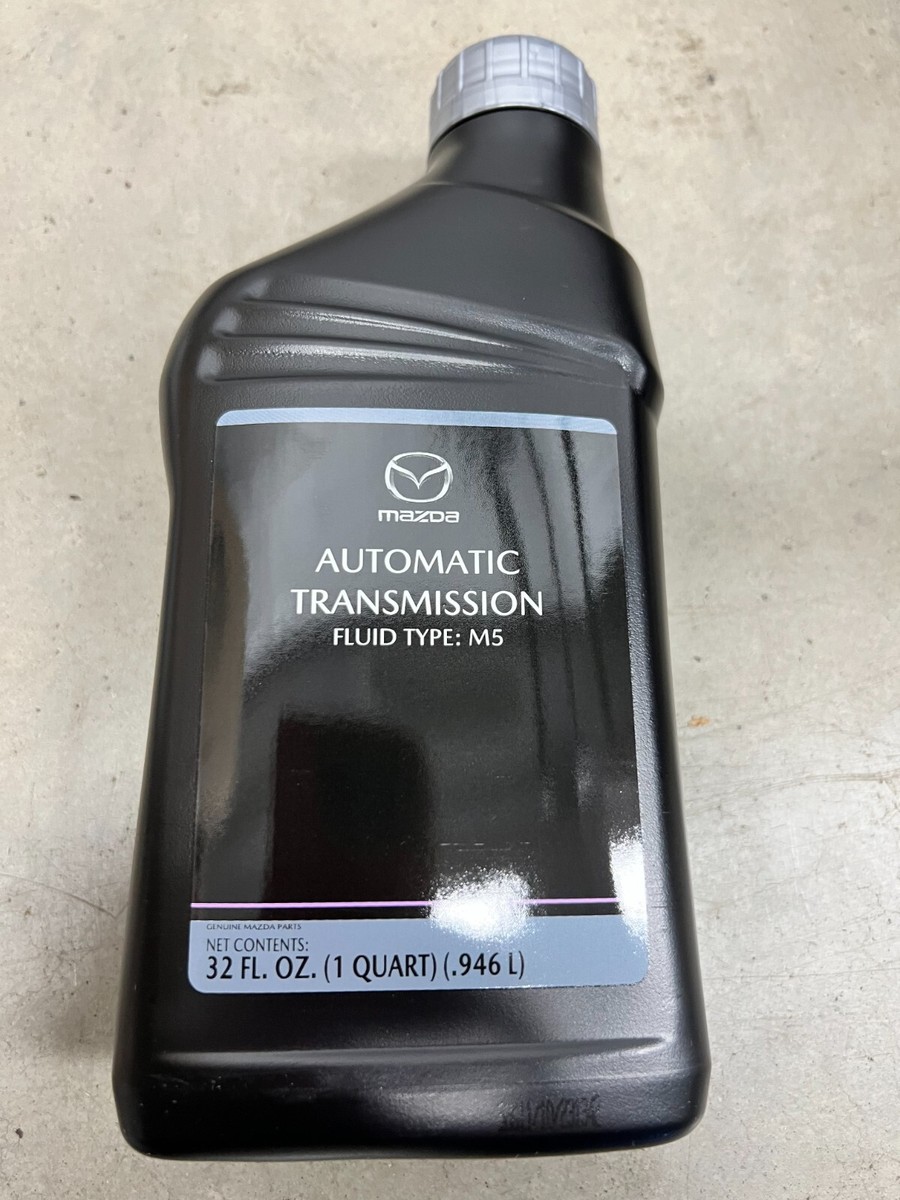 mazda
AUTOMATIC
TRANSMISSION
FLUID TYPE: M5
GENUINE MAZDA PARTS
NET CONTENTS:
32 FL. OZ. (1 QUART) (.946 L)